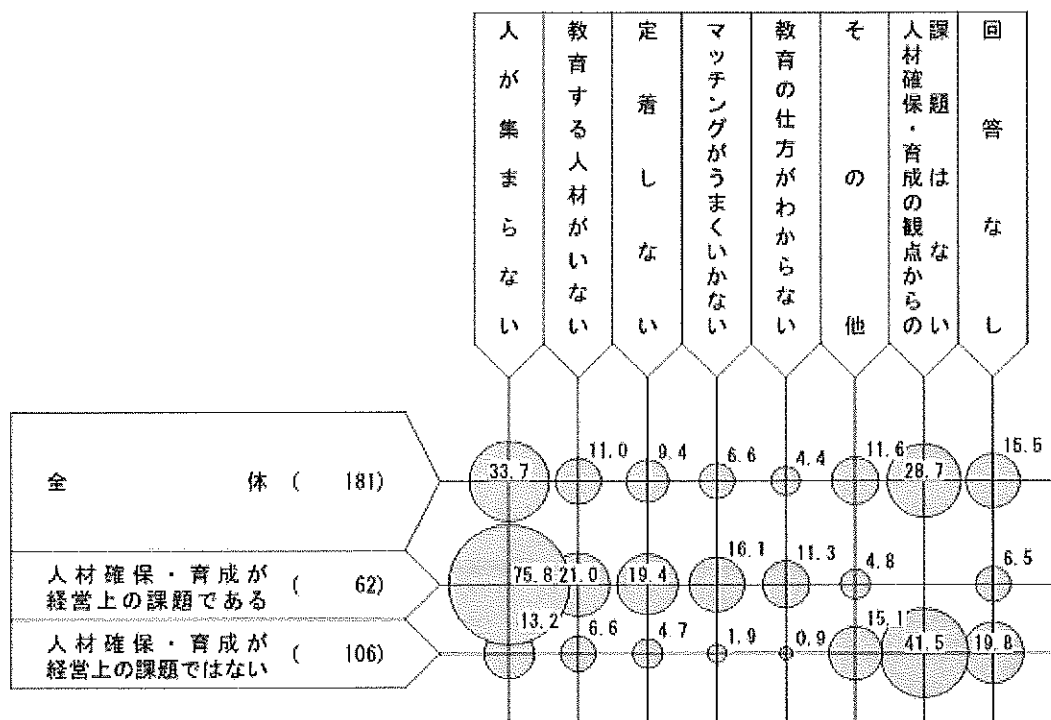 人が集まらない
教育する人材がいない
定着しない
マッチングがうまくいかない
教育の仕方がわからない
その他
人材確保・育成の観点からの
課題はない
回答なし
全体 ( 181)
33.7 11.0 9.4 6.6 4.4 11.6 28.7 15.5
人材確保・育成が
経営上の課題である ( 62)
75.8 21.0 19.4 16.1 11.3 4.8 6.5
人材確保・育成が
経営上の課題ではない ( 106)
13.2 6.6 4.7 1.9 0.9 15.1 41.5 19.8